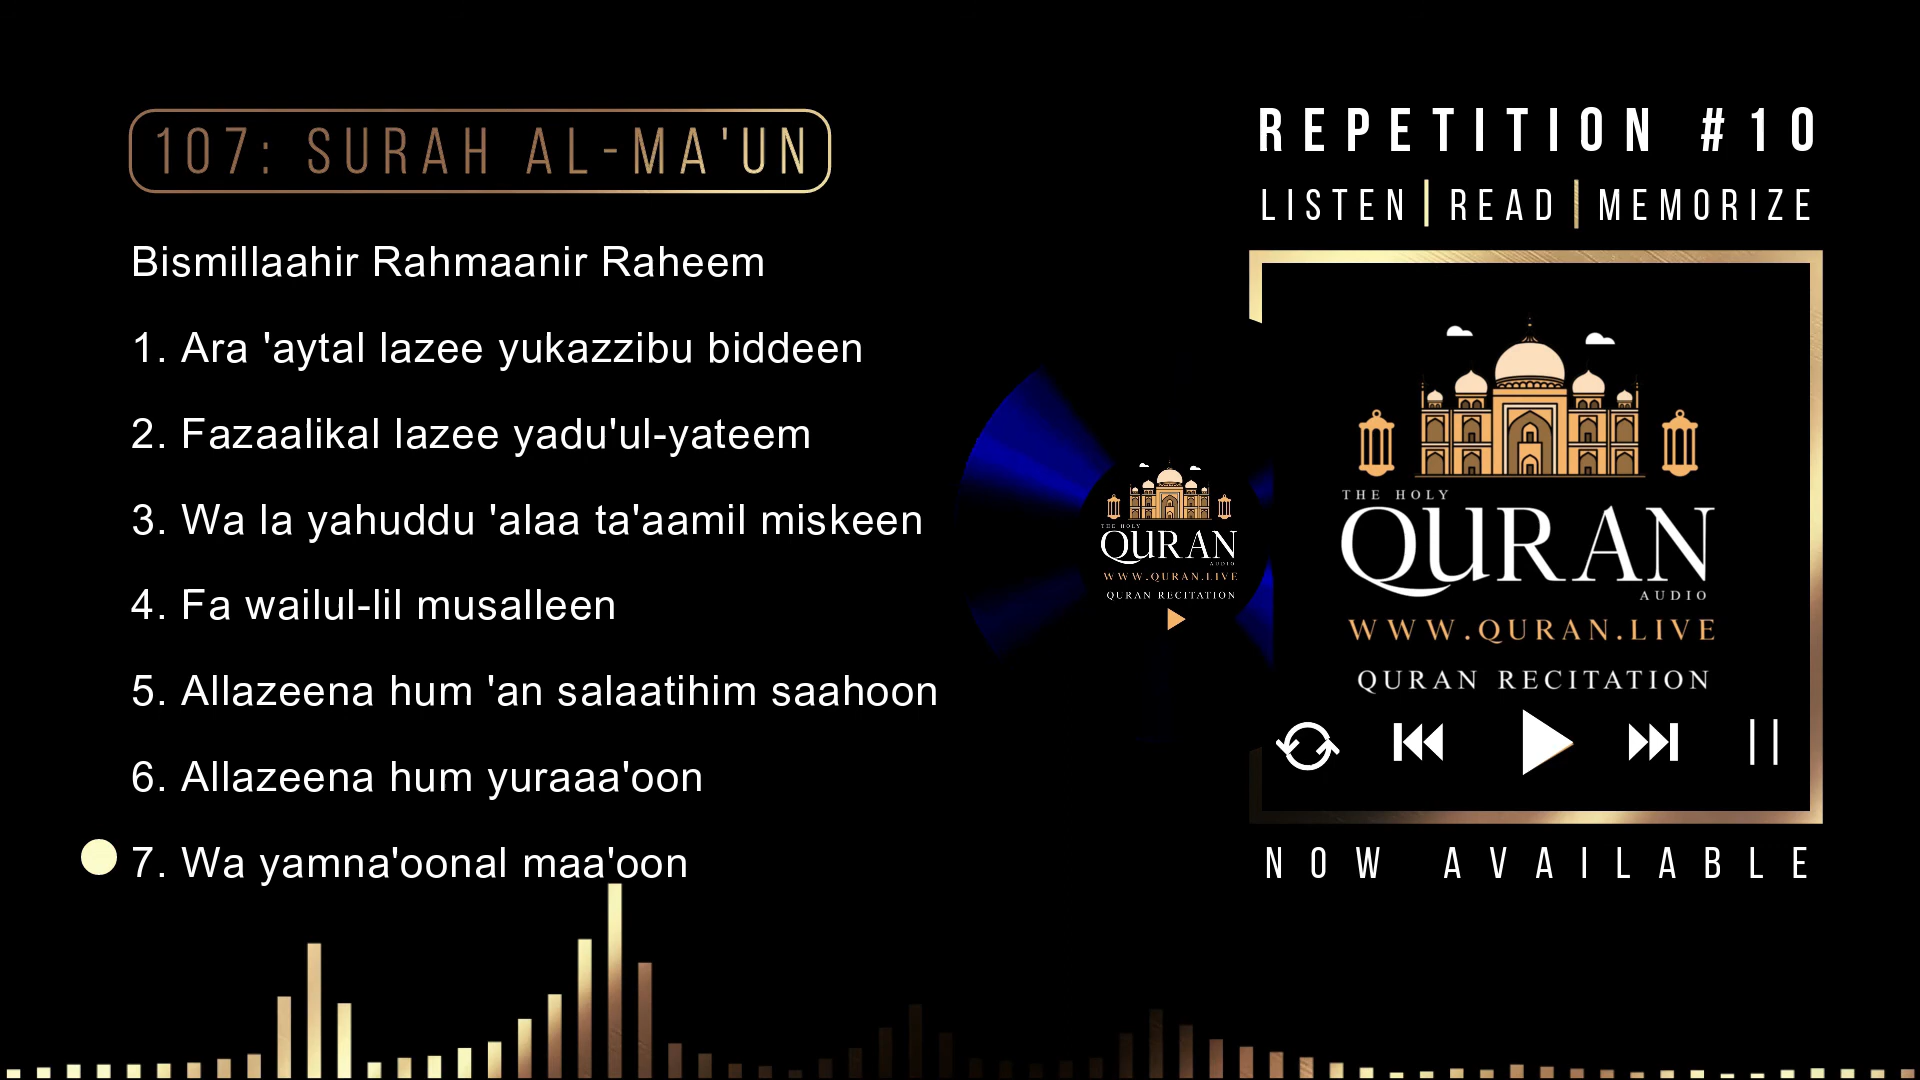 107: SURAH AL-MA'UN
Bismillaahir Rahmaanir Raheem
1. Ara 'aytal lazee yukazzibu biddeen
2. Fazaalikal lazee yadu'ul-yateem
3. Wa la yahuddu 'alaa ta'aamil miskeen
4. Fa wailul-lil musalleen
5. Allazeena hum 'an salaatihim saahoon
6. Allazeena hum yuraaa'oon
7. Wa yamna'oonal maa'oon
THE HOLY
QURAN
AUDIO
WWW.QURAN.LIVE
QURAN RECITATION
REPETITION #10
LISTEN | READ | MEMORIZE
THE HOLY
QURAN
AUDIO
WWW.QURAN.LIVE
QURAN RECITATION
NOW AVAILABLE